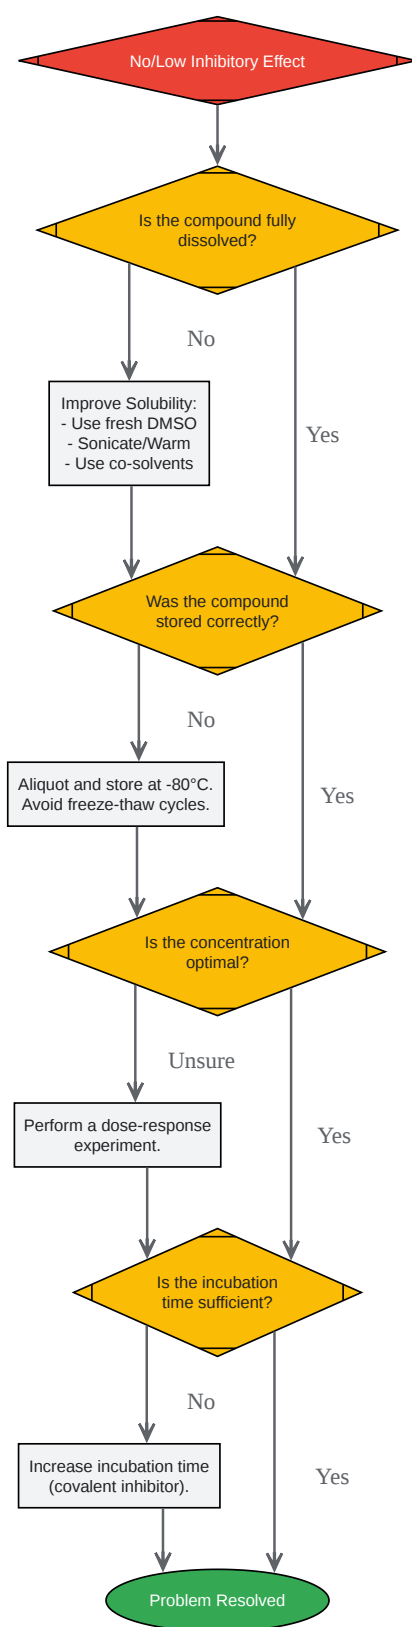 No/Low Inhibitory Effect
Is the compound fully
dissolved?
No
Improve Solubility:
- Use fresh DMSO
- Sonicate/Warm
- Use co-solvents
Yes
Was the compound
stored correctly?
No
Aliquot and store at -80°C.
Avoid freeze-thaw cycles.
Yes
Is the concentration
optimal?
Unsure
Perform a dose-response
experiment.
Yes
Is the incubation
time sufficient?
No
Increase incubation time
(covalent inhibitor).
Yes
Problem Resolved